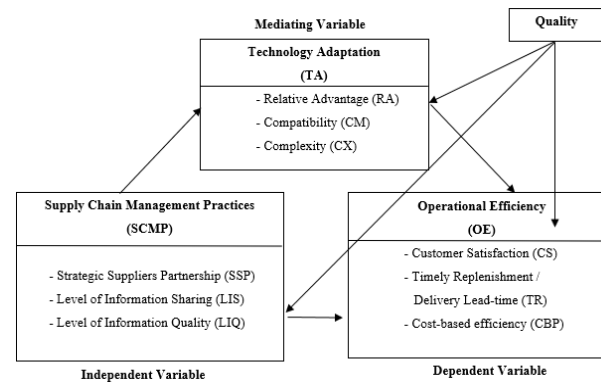 Mediating Variable
Quality
Technology Adaptation
(TA)
- Relative Advantage (RA)
- Compatibility (CM)
- Complexity (CX)
Supply Chain Management Practices
(SCMP)
- Strategic Suppliers Partnership (SSP)
- Level of Information Sharing (LIS)
- Level of Information Quality (LIQ)
Independent Variable
Operational Efficiency
(OE)
- Customer Satisfaction (CS)
- Timely Replenishment /
Delivery Lead-time (TR)
- Cost-based efficiency (CBP)
Dependent Variable